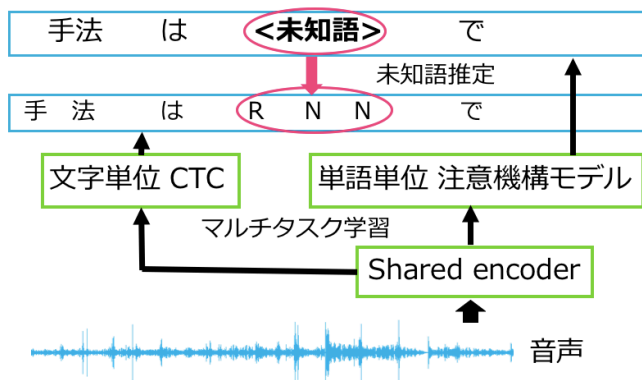 手法 は <未知語> で
未知語推定
手 法 は R N N で
文字単位 CTC
単語単位 注意機構モデル
マルチタスク学習
Shared encoder
音声